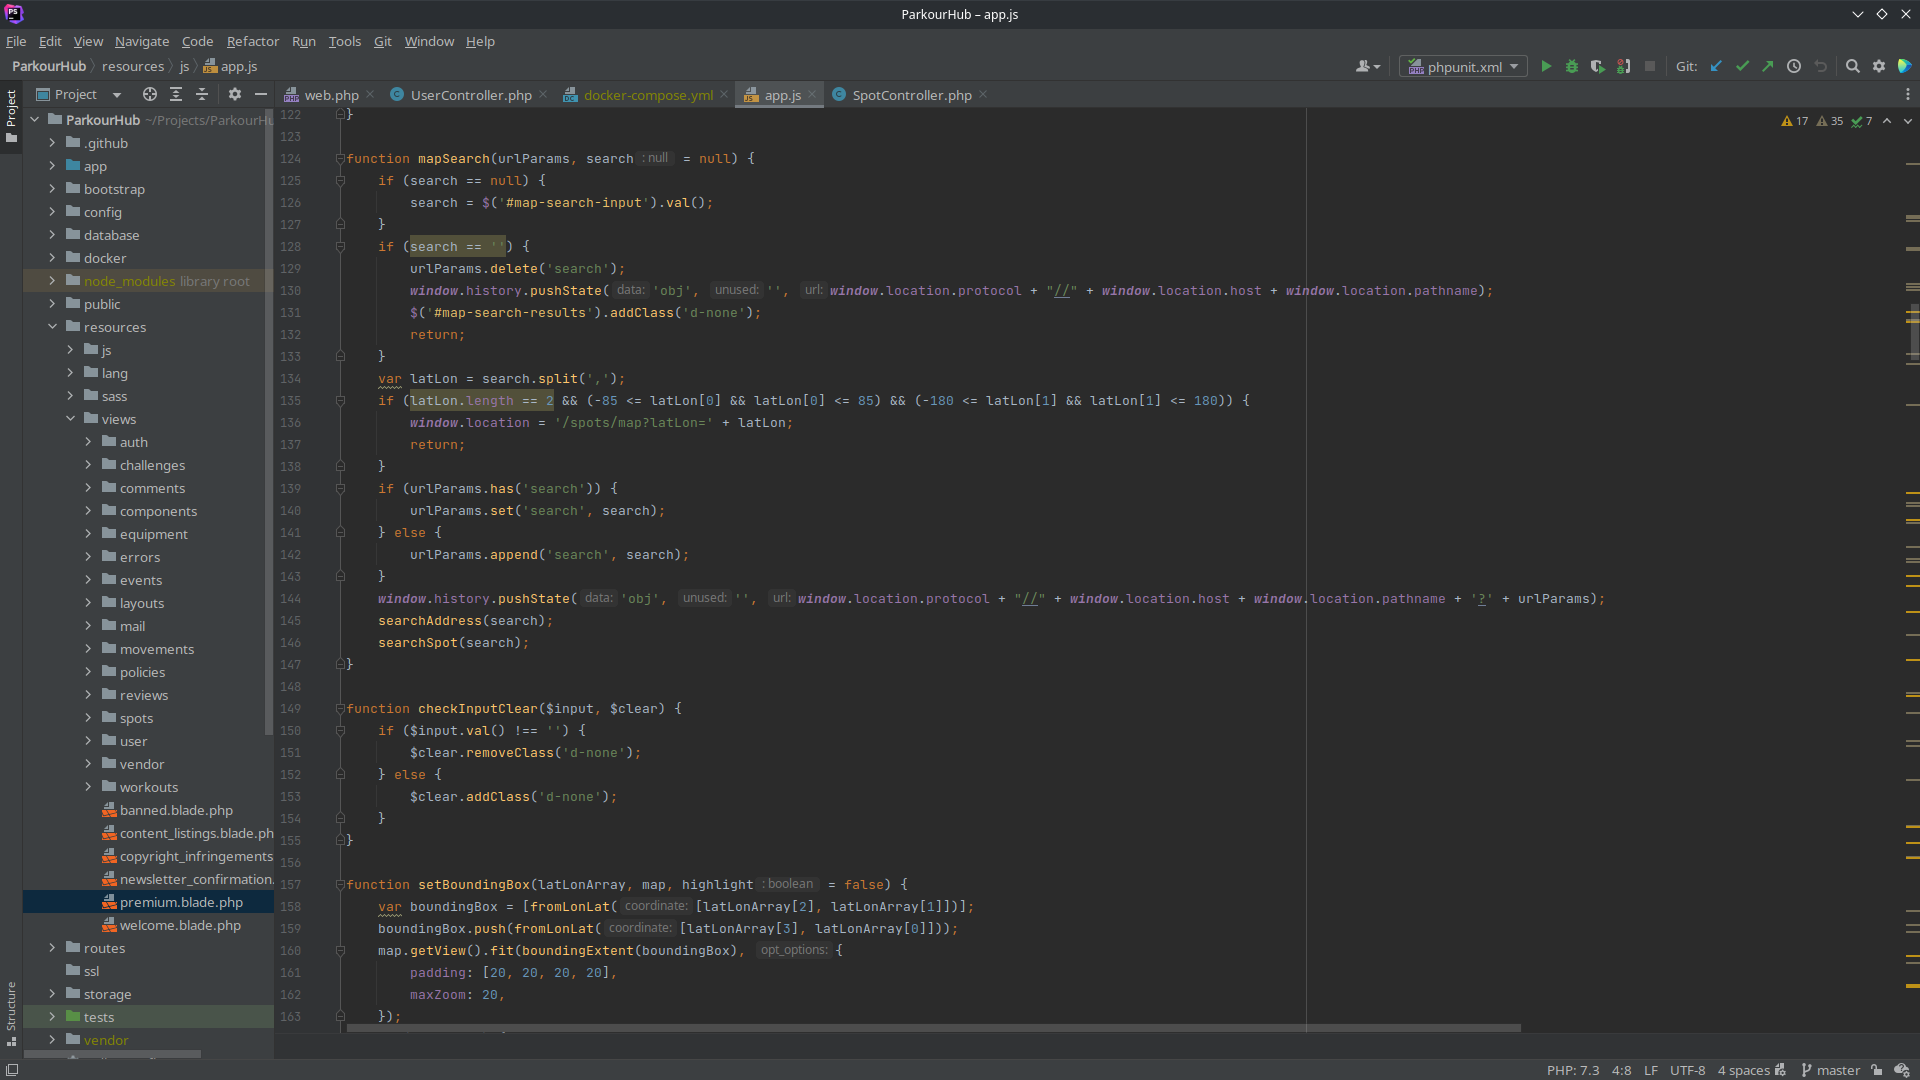 ParkourHub – app.js
File Edit View Navigate Code Refactor Run Tools Git Window Help
ParkourHub resources js app.js
phpunit.xml
Git:
Project
web.php
UserController.php
docker-compose.yml
app.js
SpotController.php
Project
Structure
ParkourHub ~/Projects/ParkourHu
.github
app
bootstrap
config
database
docker
node_modules library root
public
resources
js
lang
sass
views
auth
challenges
comments
components
equipment
errors
events
layouts
mail
movements
policies
reviews
spots
user
vendor
workouts
banned.blade.php
content_listings.blade.ph
copyright_infringements
newsletter_confirmation.
premium.blade.php
welcome.blade.php
routes
ssl
storage
tests
vendor
17 35 7
122 }
123
124 function mapSearch(urlParams, search : null = null) {
125 if (search == null) {
126 search = $('#map-search-input').val();
127 }
128 if (search == '') {
129 urlParams.delete('search');
130 window.history.pushState( data: 'obj', unused: '', url: window.location.protocol + "//" + window.location.host + window.location.pathname);
131 $('#map-search-results').addClass('d-none');
132 return;
133 }
134 var latLon = search.split(',');
135 if (latLon.length == 2 && (-85 <= latLon[0] && latLon[0] <= 85) && (-180 <= latLon[1] && latLon[1] <= 180)) {
136 window.location = '/spots/map?latLon=' + latLon;
137 return;
138 }
139 if (urlParams.has('search')) {
140 urlParams.set('search', search);
141 } else {
142 urlParams.append('search', search);
143 }
144 window.history.pushState( data: 'obj', unused: '', url: window.location.protocol + "//" + window.location.host + window.location.pathname + '?' + urlParams);
145 searchAddress(search);
146 searchSpot(search);
147 }
148
149 function checkInputClear($input, $clear) {
150 if ($input.val() !== '') {
151 $clear.removeClass('d-none');
152 } else {
153 $clear.addClass('d-none');
154 }
155 }
156
157 function setBoundingBox(latLonArray, map, highlight : boolean = false) {
158 var boundingBox = [fromLonLat( coordinate: [latLonArray[2], latLonArray[1]])];
159 boundingBox.push(fromLonLat( coordinate: [latLonArray[3], latLonArray[0]]));
160 map.getView().fit(boundingExtent(boundingBox), opt_options: {
161 padding: [20, 20, 20, 20],
162 maxZoom: 20,
163 });
PHP: 7.3 4:8 LF UTF-8 4 spaces master